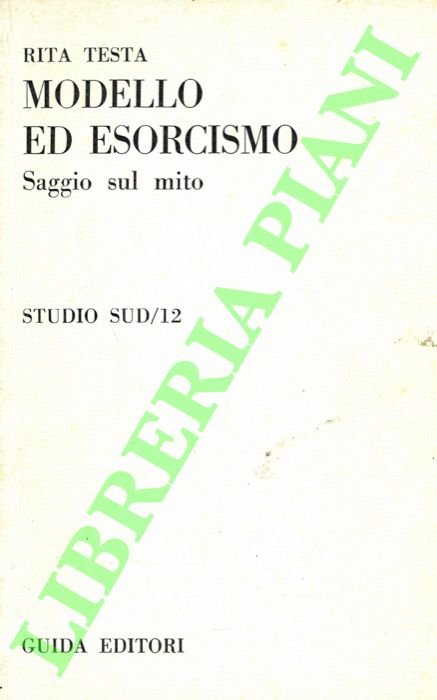 RITA TESTA
MODELLO
ED ESORCISMO
Saggio sul mito
STUDIO SUD/12
GUIDA EDITORI
LIBRERIA PIANI